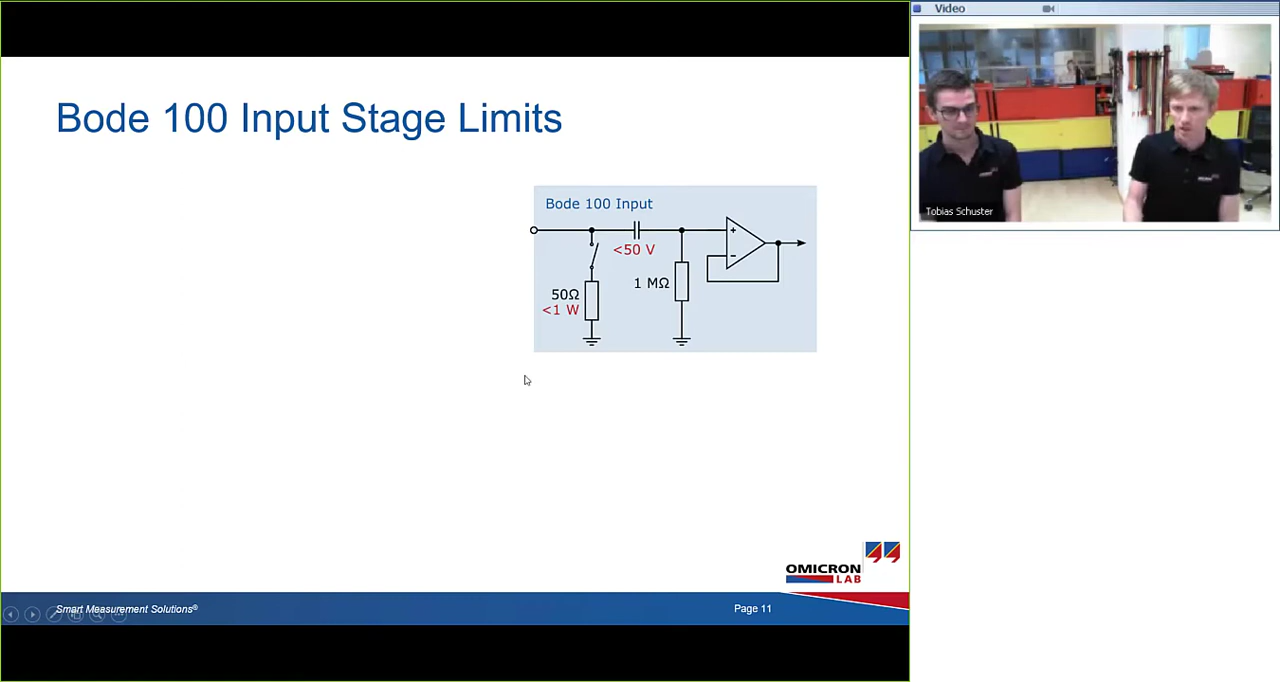 Video
Bode 100 Input Stage Limits
Tobias Schuster
Bode 100 Input
<50 V
1 MΩ
50Ω
<1 W
+
−
OMICRON
LAB
Smart Measurement Solutions®
Page 11